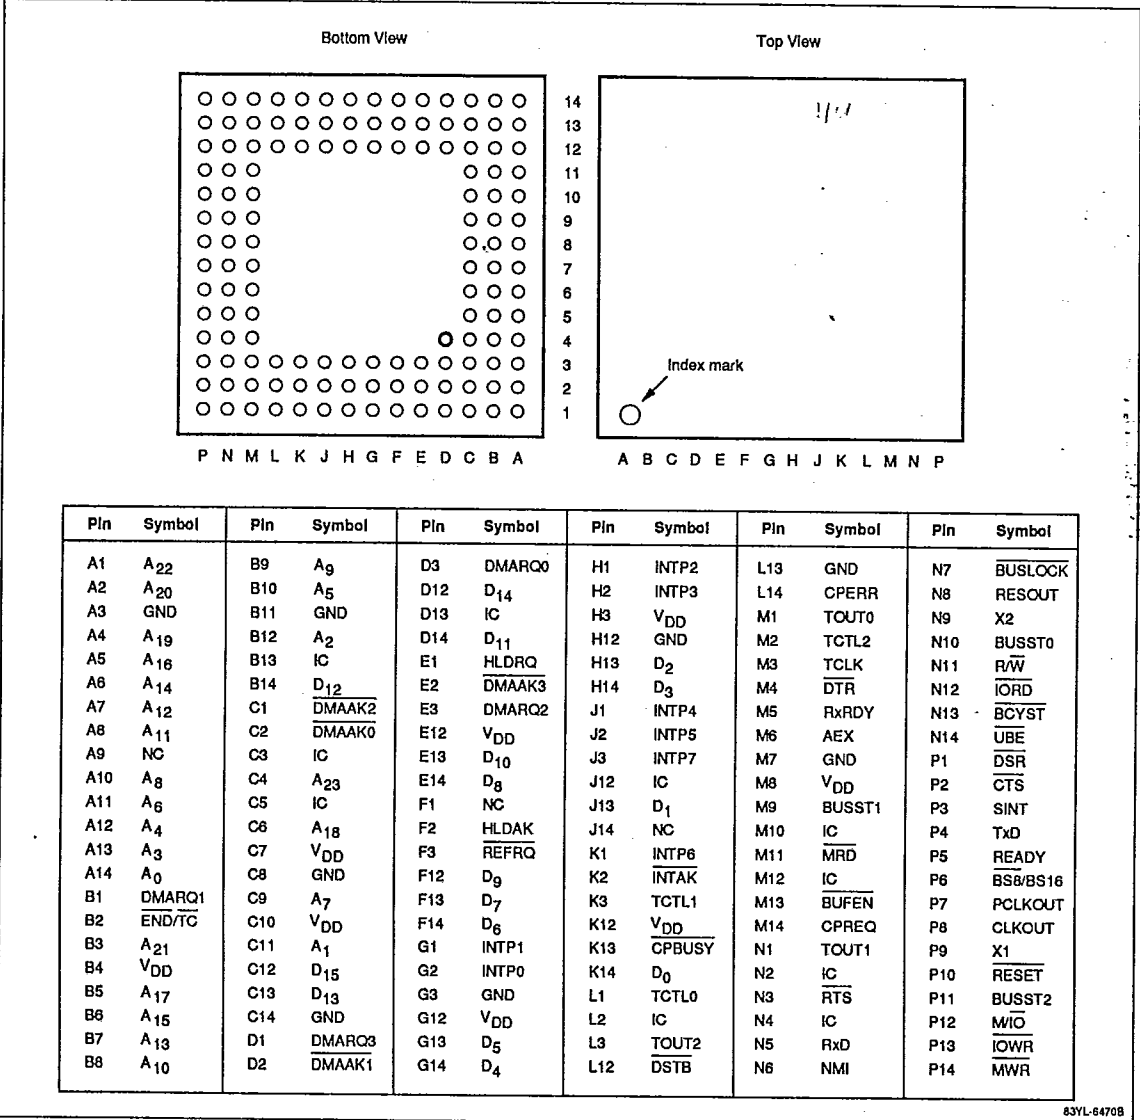 Bottom View Top View
14
13
12
11
10
9
8
7
6
5
4
3
2
1
Index mark
P N M L K J H G F E D C B A A B C D E F G H J K L M N P
Pin Symbol Pin Symbol Pin Symbol Pin Symbol Pin Symbol Pin Symbol
A1 A22 B9 A9 D3 DMARQ0 H1 INTP2 L13 GND N7 BUSLOCK
A2 A20 B10 A5 D12 D14 H2 INTP3 L14 CPERR N8 RESOUT
A3 GND B11 GND D13 IC H3 VDD M1 TOUT0 N9 X2
A4 A19 B12 A2 D14 D11 H12 GND M2 TCTL2 N10 BUSST0
A5 A16 B13 IC E1 HLDRQ H13 D2 M3 TCLK N11 R/W
A6 A14 B14 D12 E2 DMAAK3 H14 D3 M4 DTR N12 IORD
A7 A12 C1 DMAAK2 E3 DMARQ2 J1 INTP4 M5 RxRDY N13 BCYST
A8 A11 C2 DMAAK0 E12 VDD J2 INTP5 M6 AEX N14 UBE
A9 NC C3 IC E13 D10 J3 INTP7 M7 GND P1 DSR
A10 A8 C4 A23 E14 D8 J12 IC M8 VDD P2 CTS
A11 A6 C5 IC F1 NC J13 D1 M9 BUSST1 P3 SINT
A12 A4 C6 A18 F2 HLDAK J14 NC M10 IC P4 TxD
A13 A3 C7 VDD F3 REFRQ K1 INTP6 M11 MRD P5 READY
A14 A0 C8 GND F12 D9 K2 INTAK M12 IC P6 BS8/BS16
B1 DMARQ1 C9 A7 F13 D7 K3 TCTL1 M13 BUFEN P7 PCLKOUT
B2 END/TC C10 VDD F14 D6 K12 VDD M14 CPREQ P8 CLKOUT
B3 A21 C11 A1 G1 INTP1 K13 CPBUSY N1 TOUT1 P9 X1
B4 VDD C12 D15 G2 INTP0 K14 D0 N2 IC P10 RESET
B5 A17 C13 D13 G3 GND L1 TCTL0 N3 RTS P11 BUSST2
B6 A15 C14 GND G12 VDD L2 IC N4 IC P12 M/IO
B7 A13 D1 DMARQ3 G13 D5 L3 TOUT2 N5 RxD P13 IOWR
B8 A10 D2 DMAAK1 G14 D4 L12 DSTB N6 NMI P14 MWR
83YL-6470B